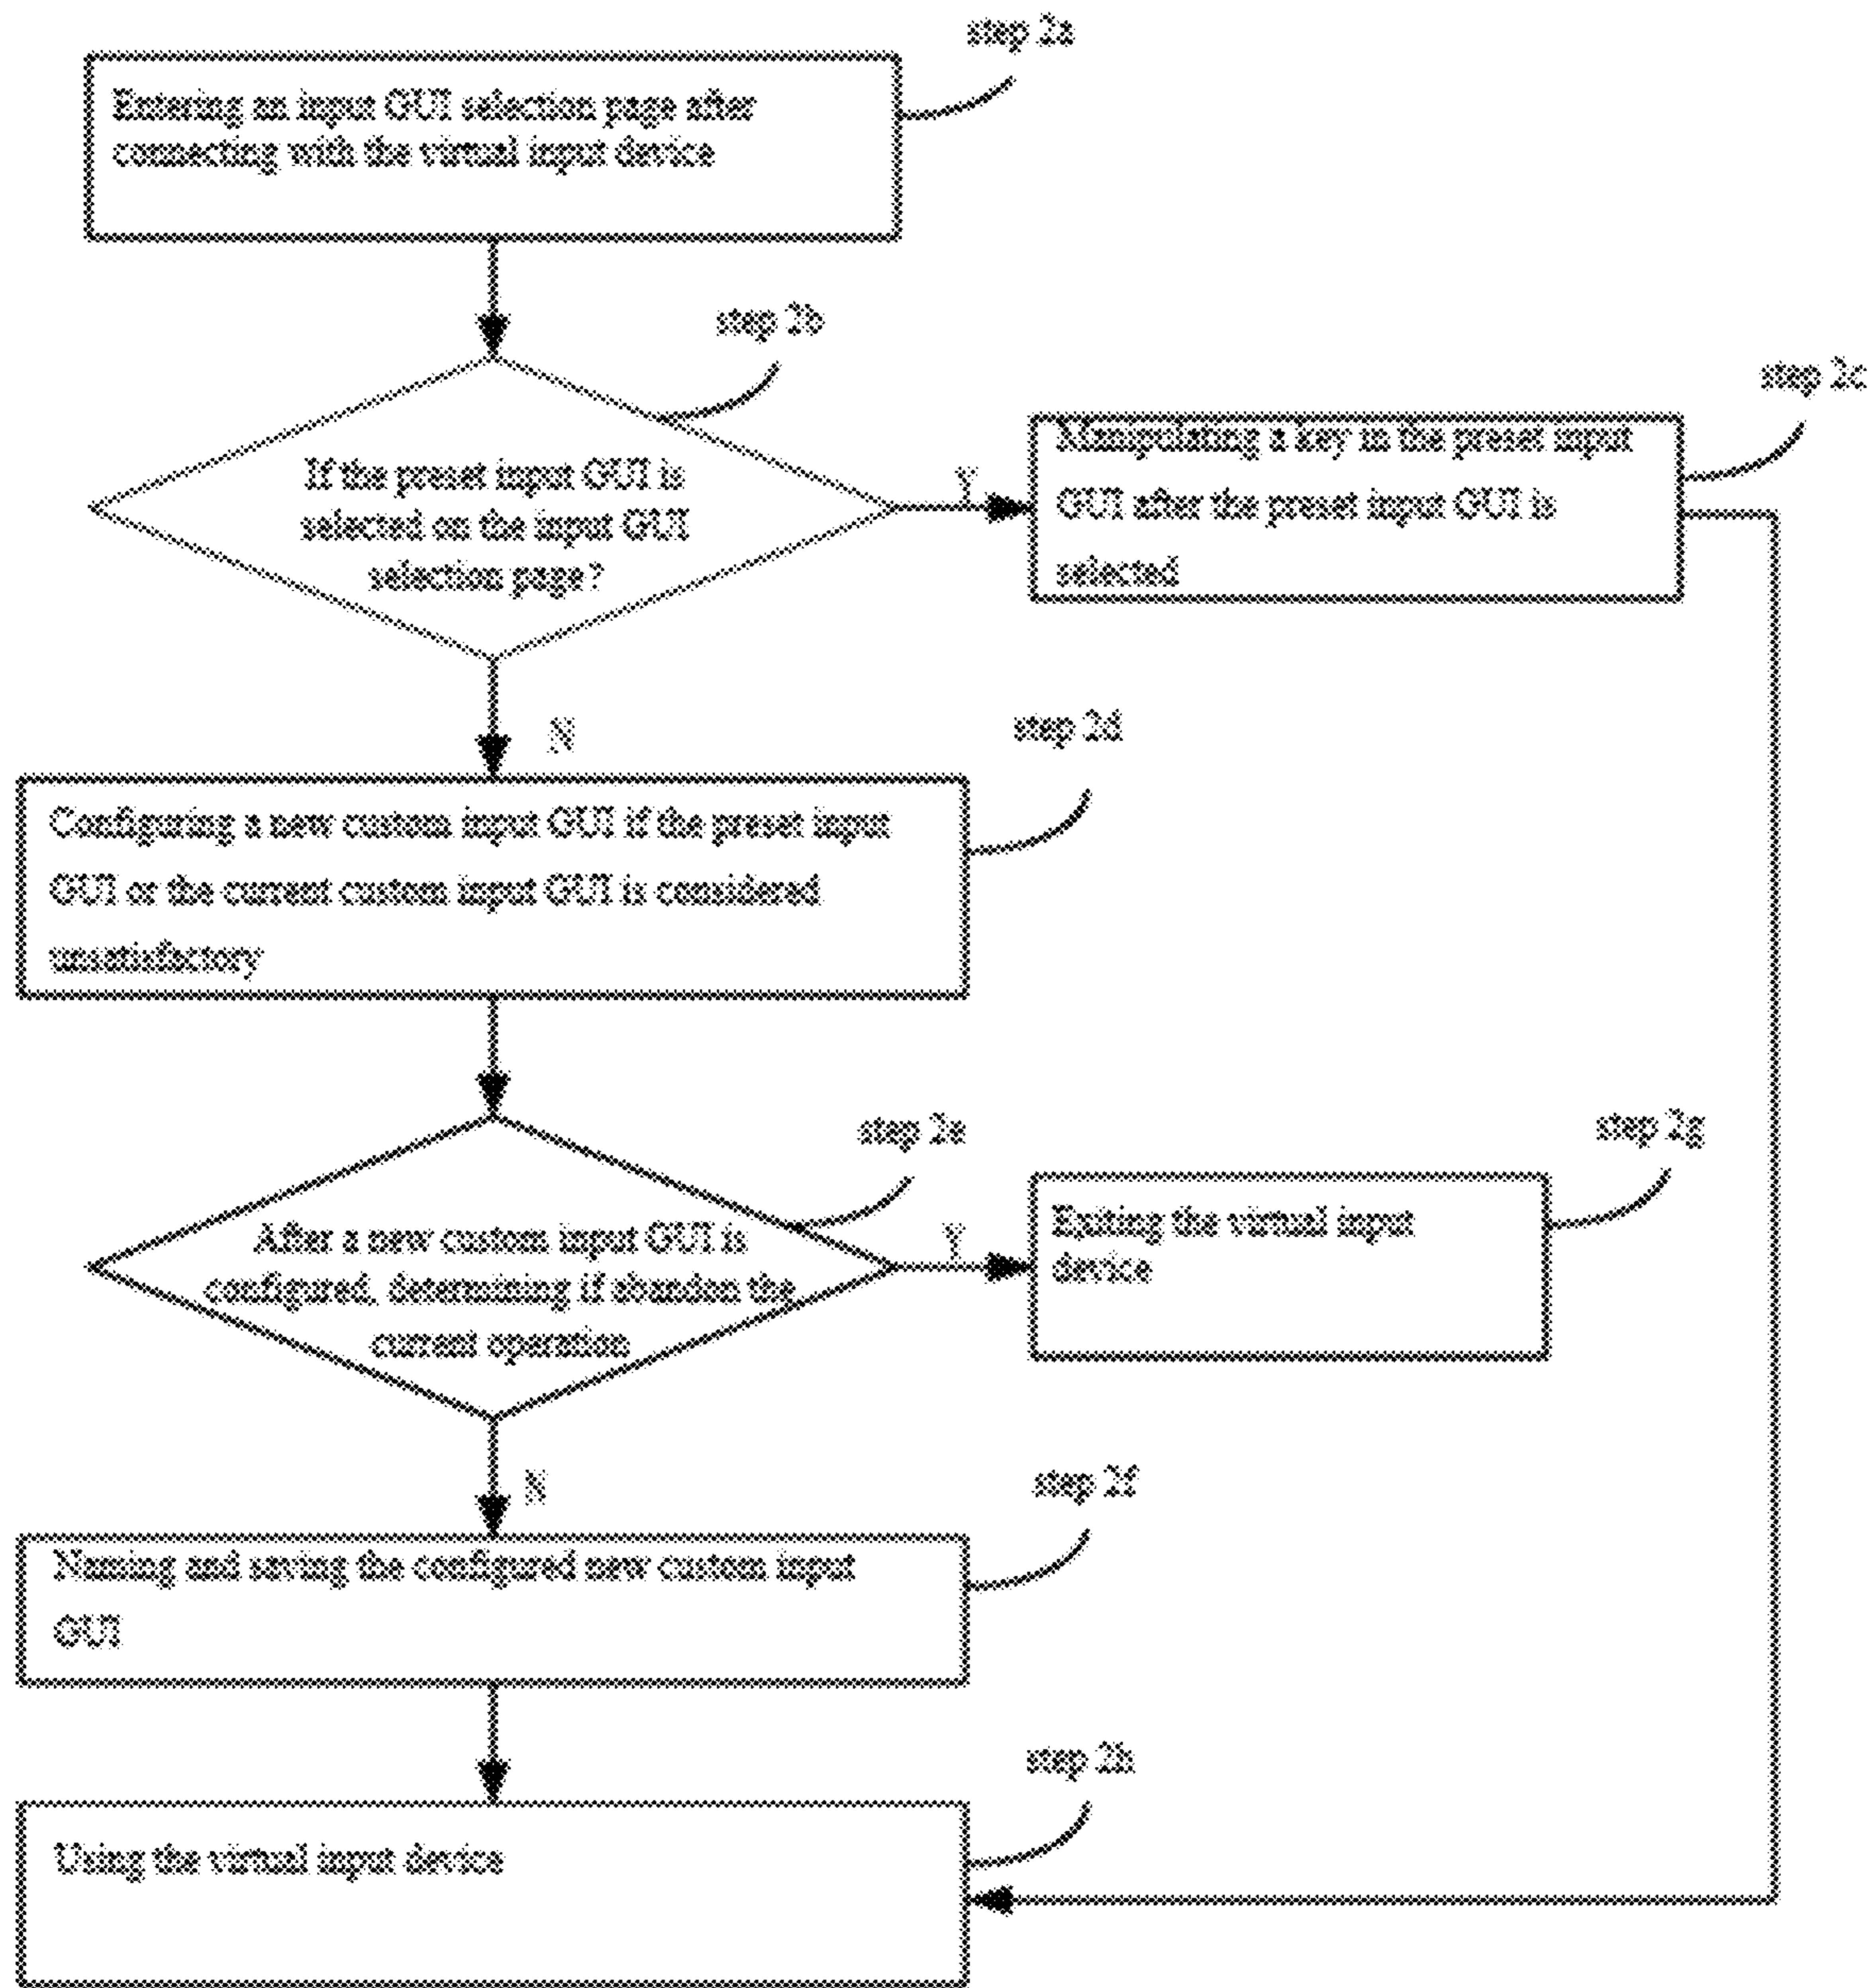 step 2a
Entering an input GUI selection page after
connecting with the virtual input device
step 2b
If the preset input GUI is
selected on the input GUI
selection page?
Y
step 2c
Manipulating a key in the preset input
GUI after the preset input GUI is
selected
N
step 2d
Configuring a new custom input GUI if the preset input
GUI or the current custom input GUI is considered
unsatisfactory
step 2e
After a new custom input GUI is
configured, determining if abandon the
current operation
Y
step 2g
Exiting the virtual input
device
N
step 2f
Naming and saving the configured new custom input
GUI
step 2h
Using the virtual input device